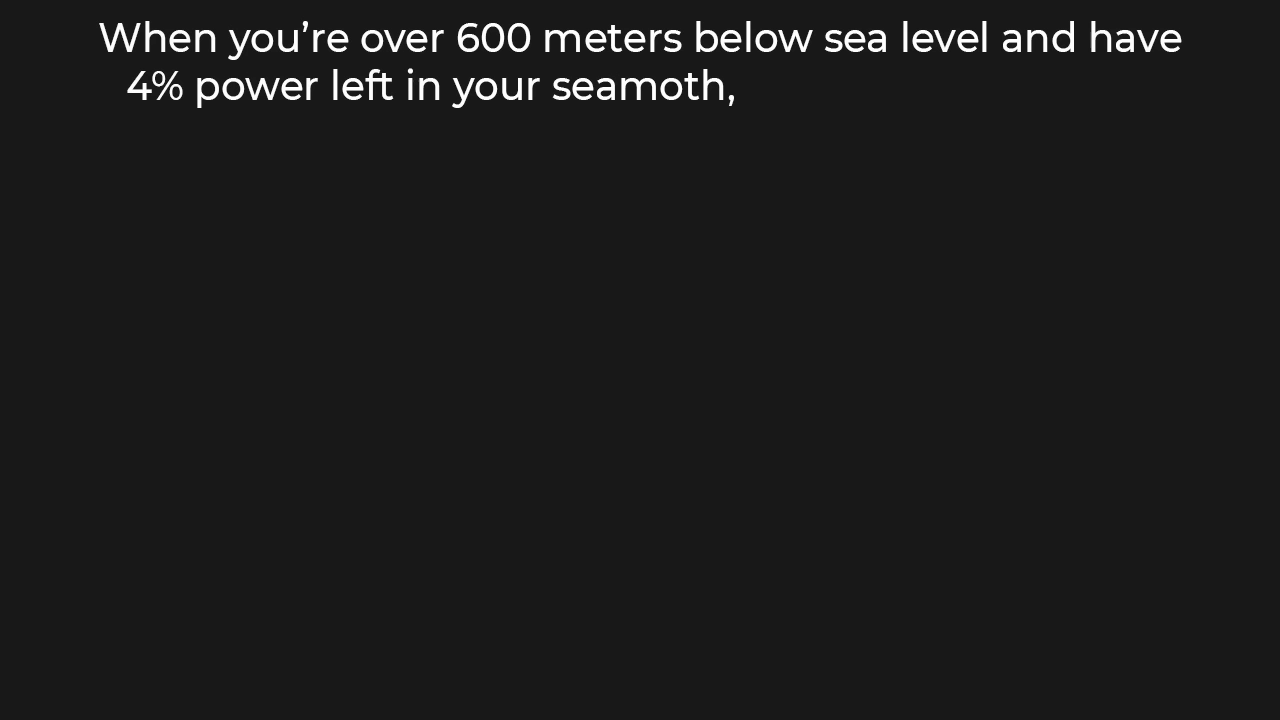 When you’re over 600 meters below sea level and have
4% power left in your seamoth,